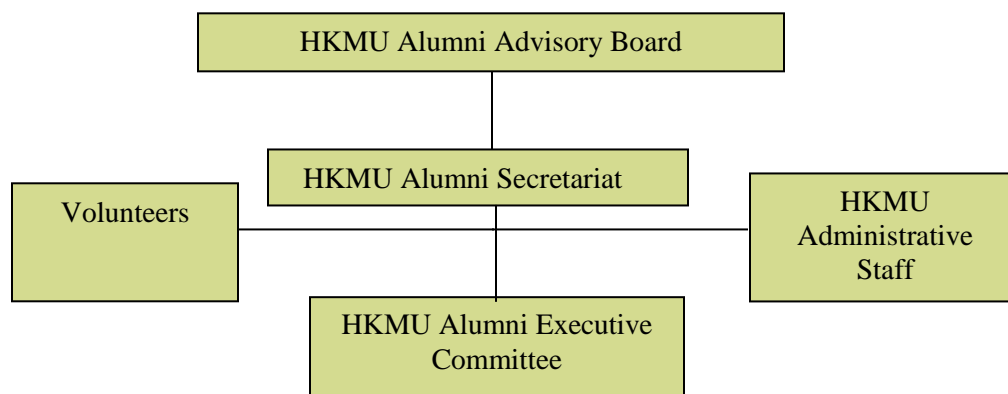 HKMU Alumni Advisory Board
HKMU Alumni Secretariat
Volunteers
HKMU
Administrative
Staff
HKMU Alumni Executive
Committee